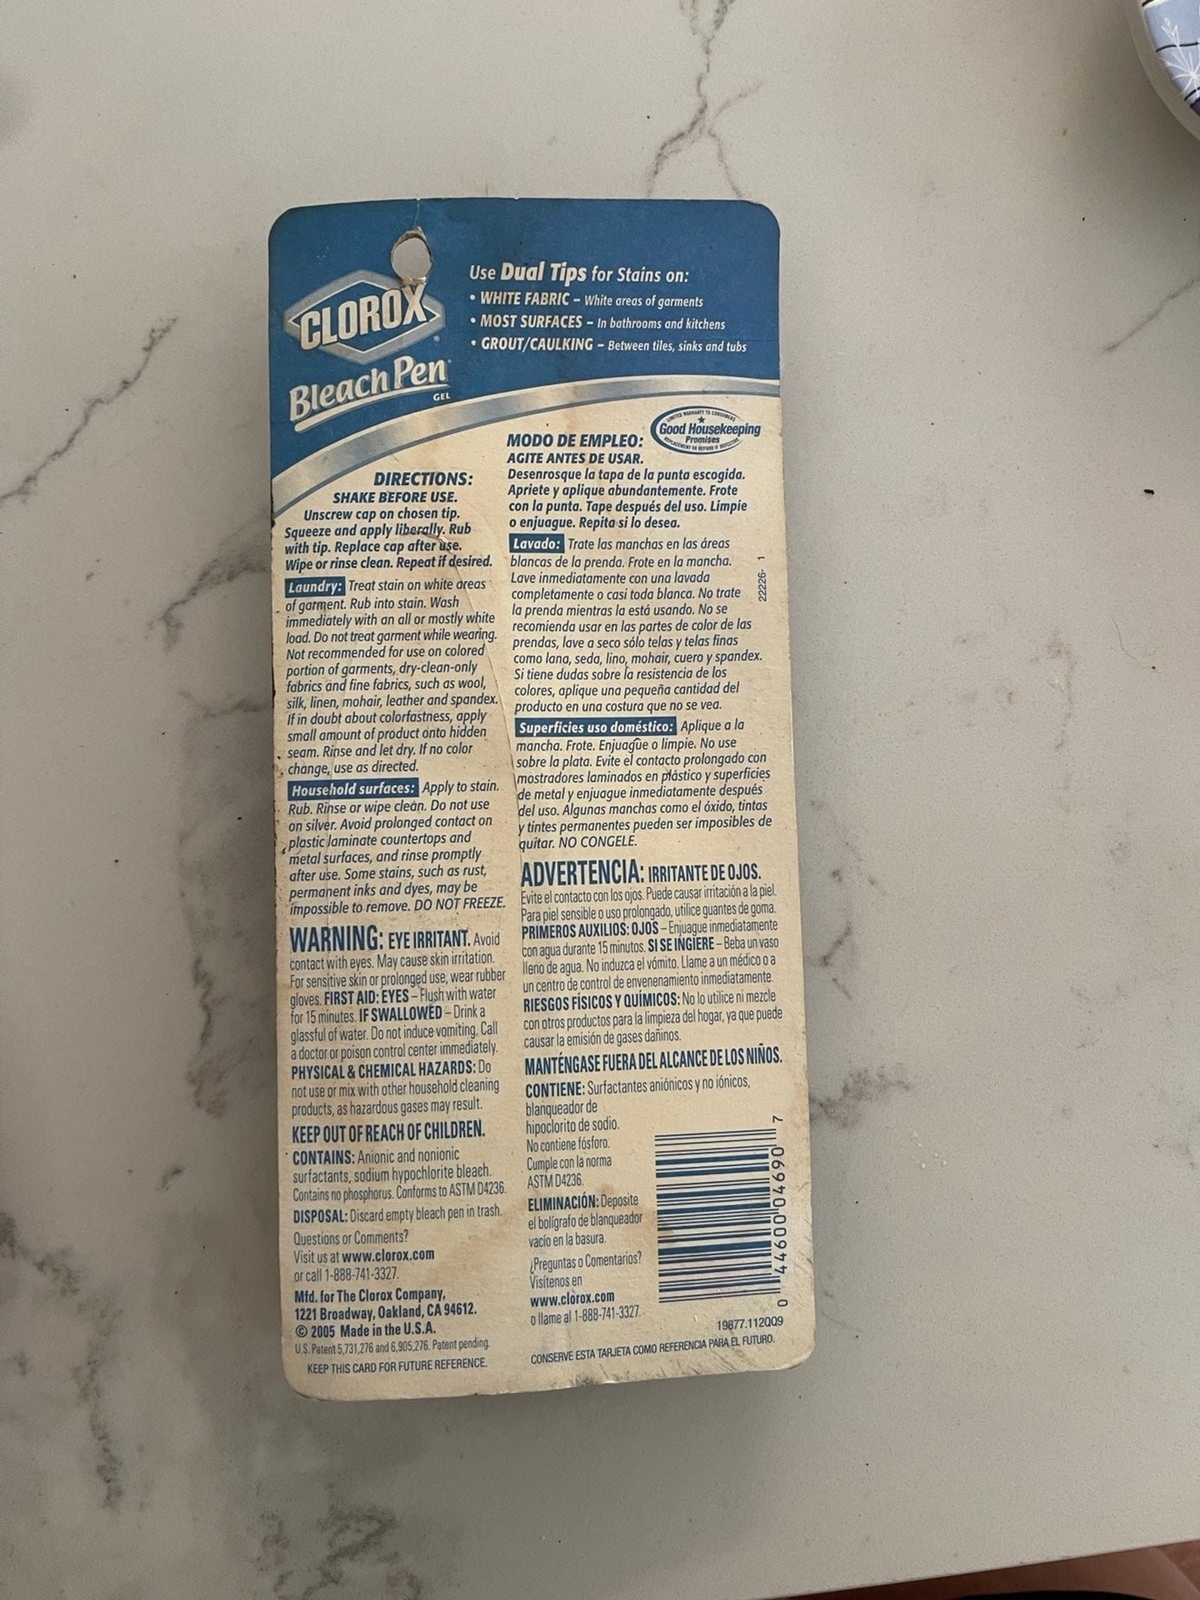 CLOROX
®
Bleach Pen
GEL
Use Dual Tips for Stains on:
• WHITE FABRIC – White areas of garments
• MOST SURFACES – In bathrooms and kitchens
• GROUT/CAULKING – Between tiles, sinks and tubs
DIRECTIONS:
SHAKE BEFORE USE.
Unscrew cap on chosen tip.
Squeeze and apply liberally. Rub
with tip. Replace cap after use.
Wipe or rinse clean. Repeat if desired.
Laundry: Treat stain on white areas
of garment. Rub into stain. Wash
immediately with an all or mostly white
load. Do not treat garment while wearing.
Not recommended for use on colored
portion of garments, dry-clean-only
fabrics and fine fabrics, such as wool,
silk, linen, mohair, leather and spandex.
If in doubt about colorfastness, apply
small amount of product onto hidden
seam. Rinse and let dry. If no color
change, use as directed.
Household surfaces: Apply to stain.
Rub. Rinse or wipe clean. Do not use
on silver. Avoid prolonged contact on
plastic laminate countertops and
metal surfaces, and rinse promptly
after use. Some stains, such as rust,
permanent inks and dyes, may be
impossible to remove. DO NOT FREEZE.
WARNING: EYE IRRITANT. Avoid
contact with eyes. May cause skin irritation.
For sensitive skin or prolonged use, wear rubber
gloves. FIRST AID: EYES – Flush with water
for 15 minutes. IF SWALLOWED – Drink a
glassful of water. Do not induce vomiting. Call
a doctor or poison control center immediately.
PHYSICAL & CHEMICAL HAZARDS: Do
not use or mix with other household cleaning
products, as hazardous gases may result.
KEEP OUT OF REACH OF CHILDREN.
CONTAINS: Anionic and nonionic
surfactants, sodium hypochlorite bleach.
Contains no phosphorus. Conforms to ASTM D4236.
DISPOSAL: Discard empty bleach pen in trash.
Questions or Comments?
Visit us at www.clorox.com
or call 1-888-741-3327.
Mfd. for The Clorox Company,
1221 Broadway, Oakland, CA 94612.
© 2005 Made in the U.S.A.
U.S. Patent 5,731,276 and 6,905,276. Patent pending.
KEEP THIS CARD FOR FUTURE REFERENCE.
LIMITED WARRANTY TO CONSUMERS
Good Housekeeping
Promises
REPLACEMENT OR REFUND IF DEFECTIVE
MODO DE EMPLEO:
AGITE ANTES DE USAR.
Desenrosque la tapa de la punta escogida.
Apriete y aplique abundantemente. Frote
con la punta. Tape después del uso. Limpie
o enjuague. Repita si lo desea.
Lavado: Trate las manchas en las áreas
blancas de la prenda. Frote en la mancha.
Lave inmediatamente con una lavada
completamente o casi toda blanca. No trate
la prenda mientras la está usando. No se
recomienda usar en las partes de color de las
prendas, lave a seco sólo telas y telas finas
como lana, seda, lino, mohair, cuero y spandex.
Si tiene dudas sobre la resistencia de los
colores, aplique una pequeña cantidad del
producto en una costura que no se vea.
22226- 1
Superficies uso doméstico: Aplique a la
mancha. Frote. Enjuagüe o limpie. No use
sobre la plata. Evite el contacto prolongado con
mostradores laminados en plástico y superficies
de metal y enjuague inmediatamente después
del uso. Algunas manchas como el óxido, tintas
y tintes permanentes pueden ser imposibles de
quitar. NO CONGELE.
ADVERTENCIA: IRRITANTE DE OJOS.
Evite el contacto con los ojos. Puede causar irritación a la piel.
Para piel sensible o uso prolongado, utilice guantes de goma.
PRIMEROS AUXILIOS: OJOS – Enjuague inmediatamente
con agua durante 15 minutos. SI SE INGIERE – Beba un vaso
lleno de agua. No induzca el vómito. Llame a un médico o a
un centro de control de envenenamiento inmediatamente.
RIESGOS FÍSICOS Y QUÍMICOS: No lo utilice ni mezcle
con otros productos para la limpieza del hogar, ya que puede
causar la emisión de gases dañinos.
MANTÉNGASE FUERA DEL ALCANCE DE LOS NIÑOS.
CONTIENE: Surfactantes aniónicos y no iónicos,
blanqueador de
hipoclorito de sodio.
No contiene fósforo.
Cumple con la norma
ASTM D4236.
ELIMINACIÓN: Deposite
el bolígrafo de blanqueador
vacío en la basura.
¿Preguntas o Comentarios?
Visítenos en
www.clorox.com
o llame al 1-888-741-3327.
0 44600 04690 7
19877.112009
CONSERVE ESTA TARJETA COMO REFERENCIA PARA EL FUTURO.